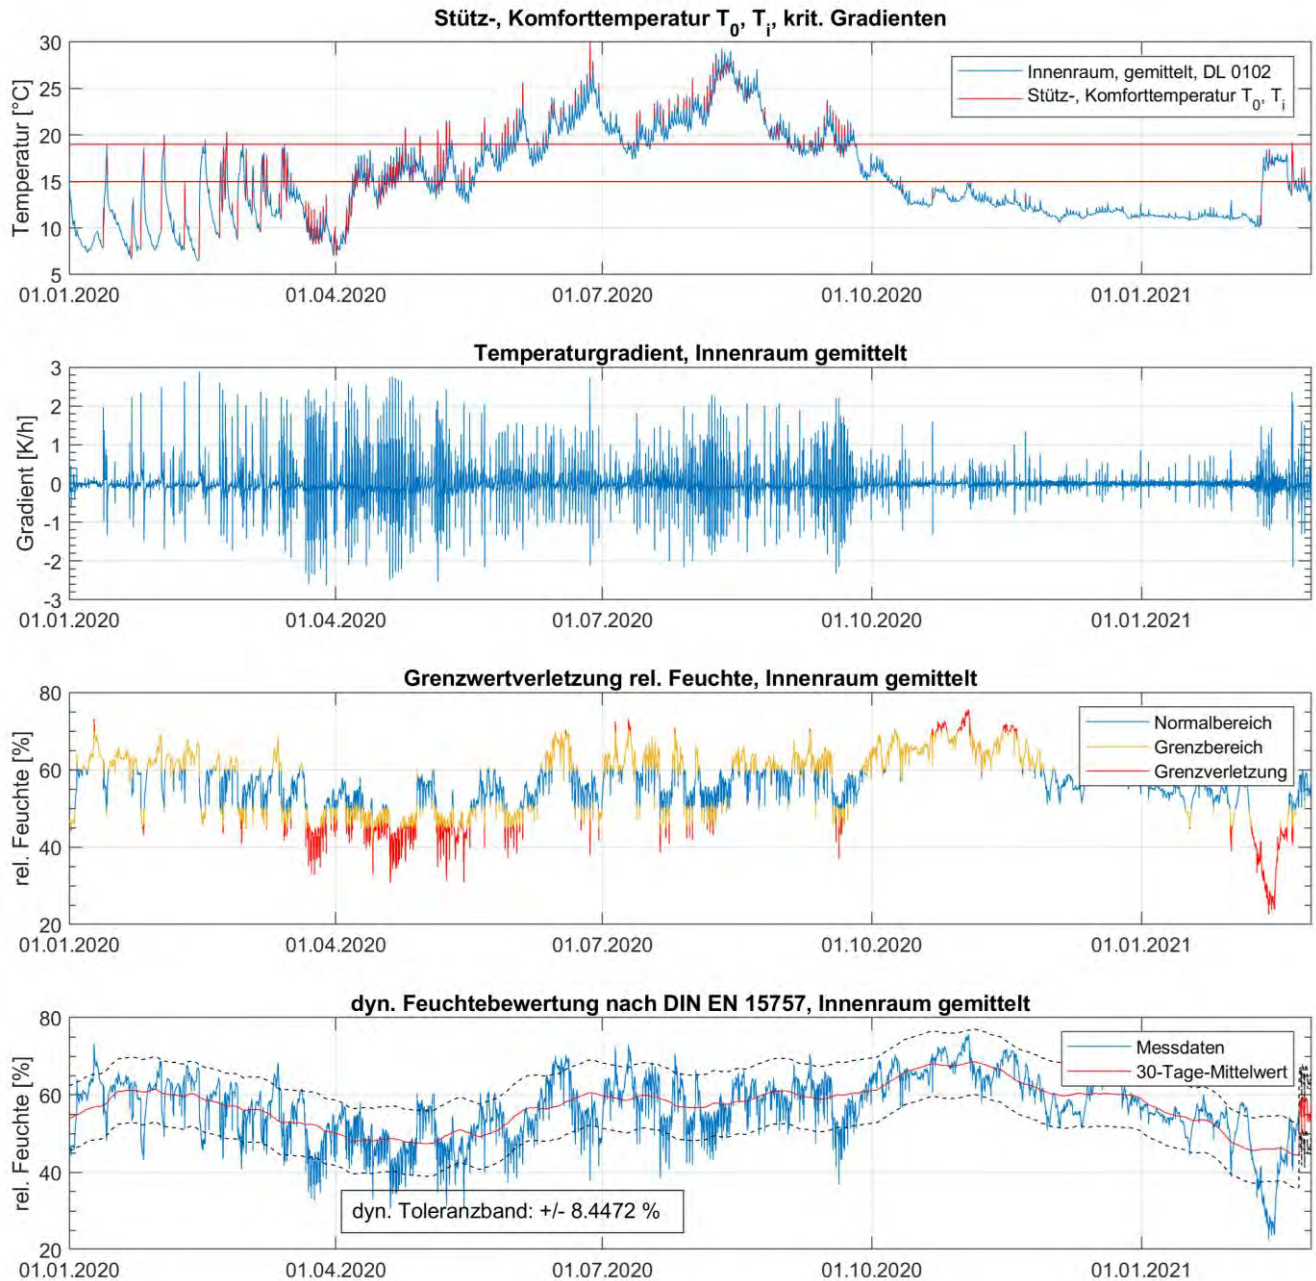 Stütz-, Komforttemperatur T0, Ti, krit. Gradienten
Temperatur [°C]
30
25
20
15
10
5
Innenraum, gemittelt, DL 0102
Stütz-, Komforttemperatur T0, Ti
01.01.2020 01.04.2020 01.07.2020 01.10.2020 01.01.2021
Temperaturgradient, Innenraum gemittelt
Gradient [K/h]
3
2
1
0
-1
-2
-3
01.01.2020 01.04.2020 01.07.2020 01.10.2020 01.01.2021
Grenzwertverletzung rel. Feuchte, Innenraum gemittelt
rel. Feuchte [%]
80
60
40
20
Normalbereich
Grenzbereich
Grenzverletzung
01.01.2020 01.04.2020 01.07.2020 01.10.2020 01.01.2021
dyn. Feuchtebewertung nach DIN EN 15757, Innenraum gemittelt
rel. Feuchte [%]
80
60
40
20
Messdaten
30-Tage-Mittelwert
dyn. Toleranzband: +/- 8.4472 %
01.01.2020 01.04.2020 01.07.2020 01.10.2020 01.01.2021